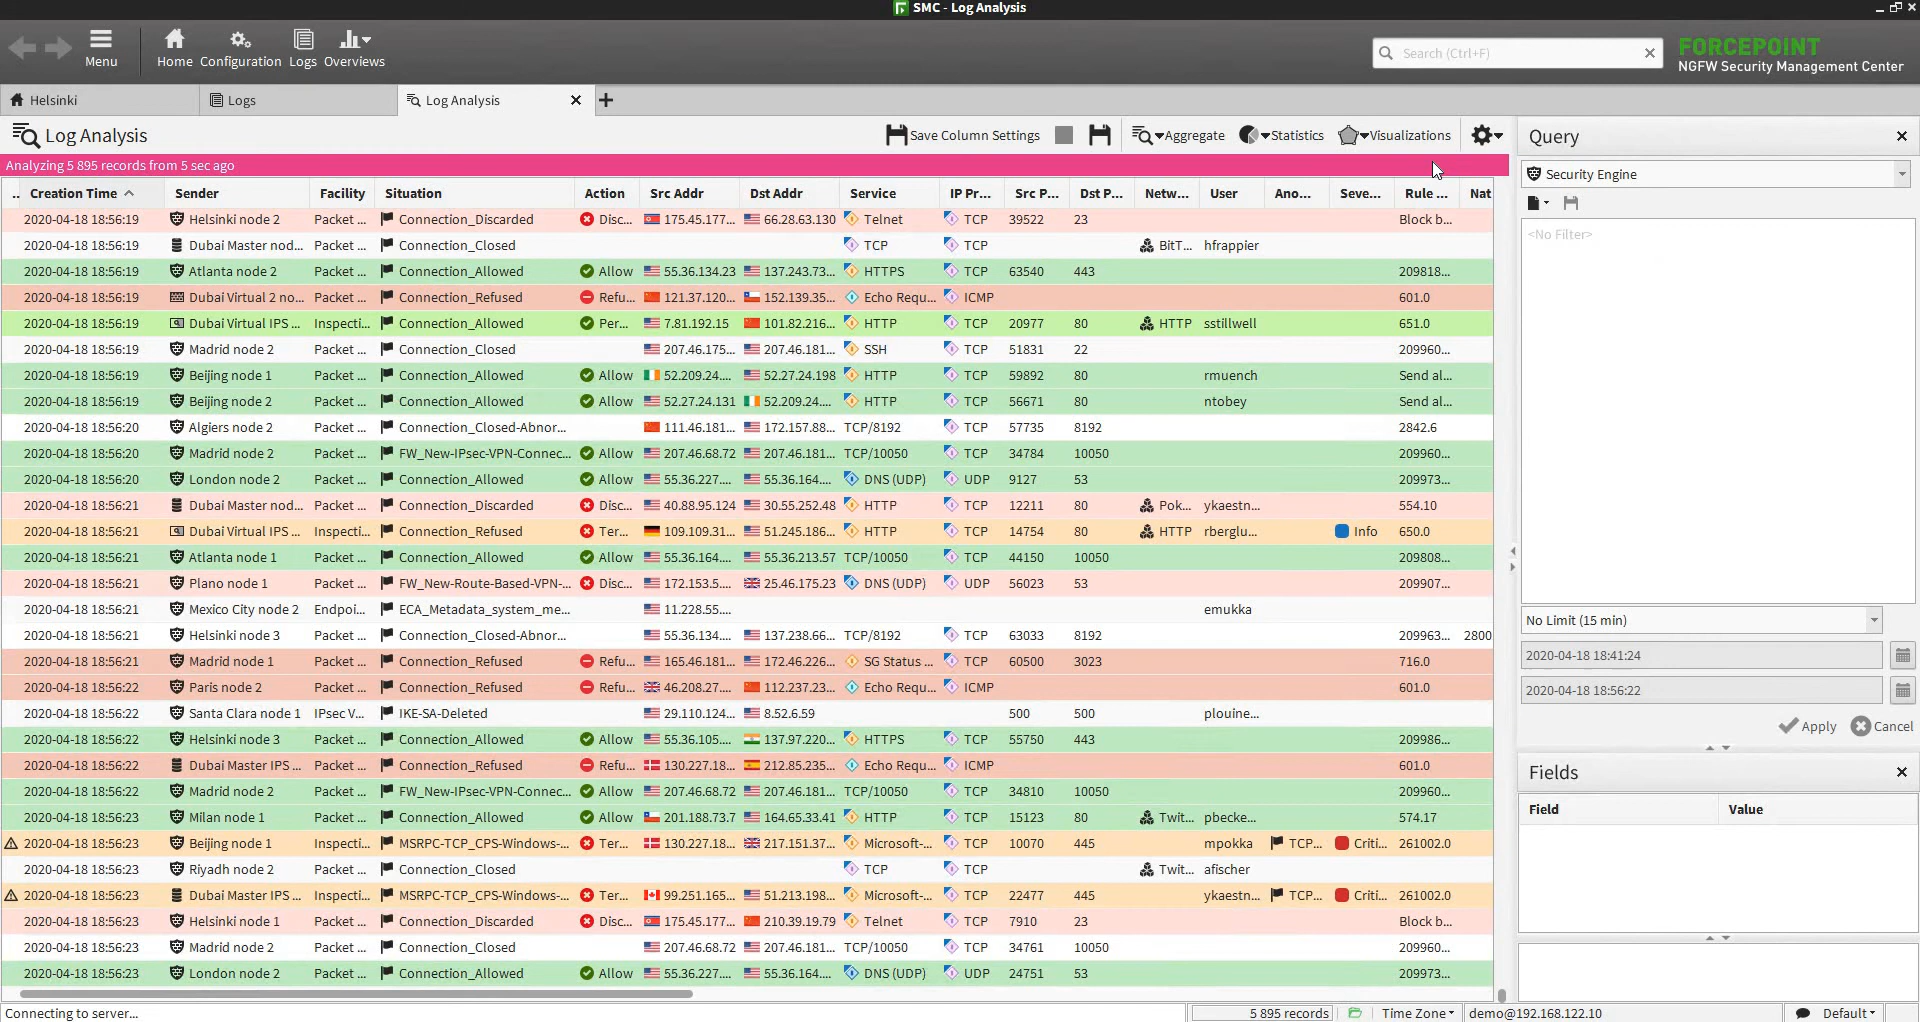 SMC - Log Analysis
Menu Home Configuration Logs Overviews
Search (Ctrl+F)
FORCEPOINT
NGFW Security Management Center
Helsinki Logs Log Analysis
Log Analysis Save Column Settings Aggregate Statistics Visualizations
Analyzing 5 895 records from 5 sec ago
.. Creation Time Sender Facility Situation Action Src Addr Dst Addr Service IP Pr... Src P... Dst P... Netw... User Ano... Seve... Rule ... Nat
2020-04-18 18:56:19 Helsinki node 2 Packet ... Connection_Discarded Disc... 175.45.177... 66.28.63.130 Telnet TCP 39522 23 Block b...
2020-04-18 18:56:19 Dubai Master nod... Packet ... Connection_Closed TCP TCP BitT... hfrappier
2020-04-18 18:56:19 Atlanta node 2 Packet ... Connection_Allowed Allow 55.36.134.23 137.243.73... HTTPS TCP 63540 443 209818...
2020-04-18 18:56:19 Dubai Virtual 2 no... Packet ... Connection_Refused Refu... 121.37.120... 152.139.35... Echo Requ... ICMP 601.0
2020-04-18 18:56:19 Dubai Virtual IPS ... Inspecti... Connection_Allowed Per... 7.81.192.15 101.82.216... HTTP TCP 20977 80 HTTP sstillwell 651.0
2020-04-18 18:56:19 Madrid node 2 Packet ... Connection_Closed 207.46.175... 207.46.181... SSH TCP 51831 22 209960...
2020-04-18 18:56:19 Beijing node 1 Packet ... Connection_Allowed Allow 52.209.24.... 52.27.24.198 HTTP TCP 59892 80 rmuench Send al...
2020-04-18 18:56:19 Beijing node 2 Packet ... Connection_Allowed Allow 52.27.24.131 52.209.24.... HTTP TCP 56671 80 ntobey Send al...
2020-04-18 18:56:20 Algiers node 2 Packet ... Connection_Closed-Abnor... 111.46.181... 172.157.88... TCP/8192 TCP 57735 8192 2842.6
2020-04-18 18:56:20 Madrid node 2 Packet ... FW_New-IPsec-VPN-Connec... Allow 207.46.68.72 207.46.181... TCP/10050 TCP 34784 10050 209960...
2020-04-18 18:56:20 London node 2 Packet ... Connection_Allowed Allow 55.36.227.... 55.36.164.... DNS (UDP) UDP 9127 53 209973...
2020-04-18 18:56:21 Dubai Master nod... Packet ... Connection_Discarded Disc... 40.88.95.124 30.55.252.48 HTTP TCP 12211 80 Pok... ykaestn... 554.10
2020-04-18 18:56:21 Dubai Virtual IPS ... Inspecti... Connection_Refused Ter... 109.109.31... 51.245.186... HTTP TCP 14754 80 HTTP rberglu... Info 650.0
2020-04-18 18:56:21 Atlanta node 1 Packet ... Connection_Allowed Allow 55.36.164.... 55.36.213.57 TCP/10050 TCP 44150 10050 209808...
2020-04-18 18:56:21 Plano node 1 Packet ... FW_New-Route-Based-VPN-... Disc... 172.153.5.... 25.46.175.23 DNS (UDP) UDP 56023 53 209907...
2020-04-18 18:56:21 Mexico City node 2 Endpoi... ECA_Metadata_system_me... 11.228.55.... emukka
2020-04-18 18:56:21 Helsinki node 3 Packet ... Connection_Closed-Abnor... 55.36.134.... 137.238.66... TCP/8192 TCP 63033 8192 209963... 2800
2020-04-18 18:56:21 Madrid node 1 Packet ... Connection_Refused Refu... 165.46.181... 172.46.226... SG Status ... TCP 60500 3023 716.0
2020-04-18 18:56:22 Paris node 2 Packet ... Connection_Refused Refu... 46.208.27.... 112.237.23... Echo Requ... ICMP 601.0
2020-04-18 18:56:22 Santa Clara node 1 IPsec V... IKE-SA-Deleted 29.110.124... 8.52.6.59 500 500 plouine...
2020-04-18 18:56:22 Helsinki node 3 Packet ... Connection_Allowed Allow 55.36.105.... 137.97.220... HTTPS TCP 55750 443 209986...
2020-04-18 18:56:22 Dubai Master IPS ... Packet ... Connection_Refused Refu... 130.227.18... 212.85.235... Echo Requ... ICMP 601.0
2020-04-18 18:56:22 Madrid node 2 Packet ... FW_New-IPsec-VPN-Connec... Allow 207.46.68.72 207.46.181... TCP/10050 TCP 34810 10050 209960...
2020-04-18 18:56:23 Milan node 1 Packet ... Connection_Allowed Allow 201.188.73.7 164.65.33.41 HTTP TCP 15123 80 Twit... pbecke... 574.17
2020-04-18 18:56:23 Beijing node 1 Inspecti... MSRPC-TCP_CPS-Windows-... Ter... 130.227.18... 217.151.37... Microsoft-... TCP 10070 445 mpokka TCP... Criti... 261002.0
2020-04-18 18:56:23 Riyadh node 2 Packet ... Connection_Closed TCP TCP Twit... afischer
2020-04-18 18:56:23 Dubai Master IPS ... Inspecti... MSRPC-TCP_CPS-Windows-... Ter... 99.251.165... 51.213.198... Microsoft-... TCP 22477 445 ykaestn... TCP... Criti... 261002.0
2020-04-18 18:56:23 Helsinki node 1 Packet ... Connection_Discarded Disc... 175.45.177... 210.39.19.79 Telnet TCP 7910 23 Block b...
2020-04-18 18:56:23 Madrid node 2 Packet ... Connection_Closed 207.46.68.72 207.46.181... TCP/10050 TCP 34761 10050 209960...
2020-04-18 18:56:23 London node 2 Packet ... Connection_Allowed Allow 55.36.227.... 55.36.164.... DNS (UDP) UDP 24751 53 209973...
Query
Security Engine
<No Filter>
No Limit (15 min)
2020-04-18 18:41:24
2020-04-18 18:56:22
Apply Cancel
Fields
Field Value
Connecting to server... 5 895 records Time Zone demo@192.168.122.10 Default